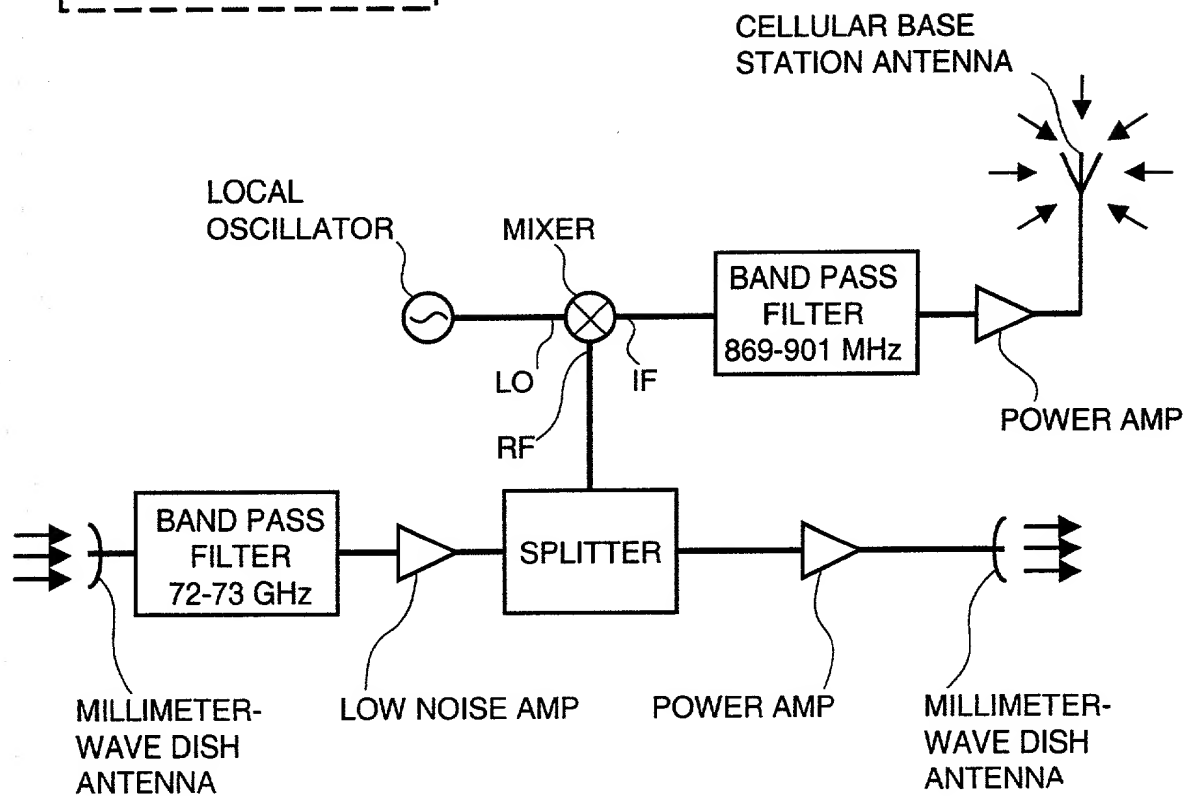 CELLULAR BASE
STATION ANTENNA
LOCAL
OSCILLATOR
MIXER
BAND PASS
FILTER
869-901 MHz
LO
IF
RF
POWER AMP
BAND PASS
FILTER
72-73 GHz
SPLITTER
MILLIMETER-
WAVE DISH
ANTENNA
LOW NOISE AMP
POWER AMP
MILLIMETER-
WAVE DISH
ANTENNA